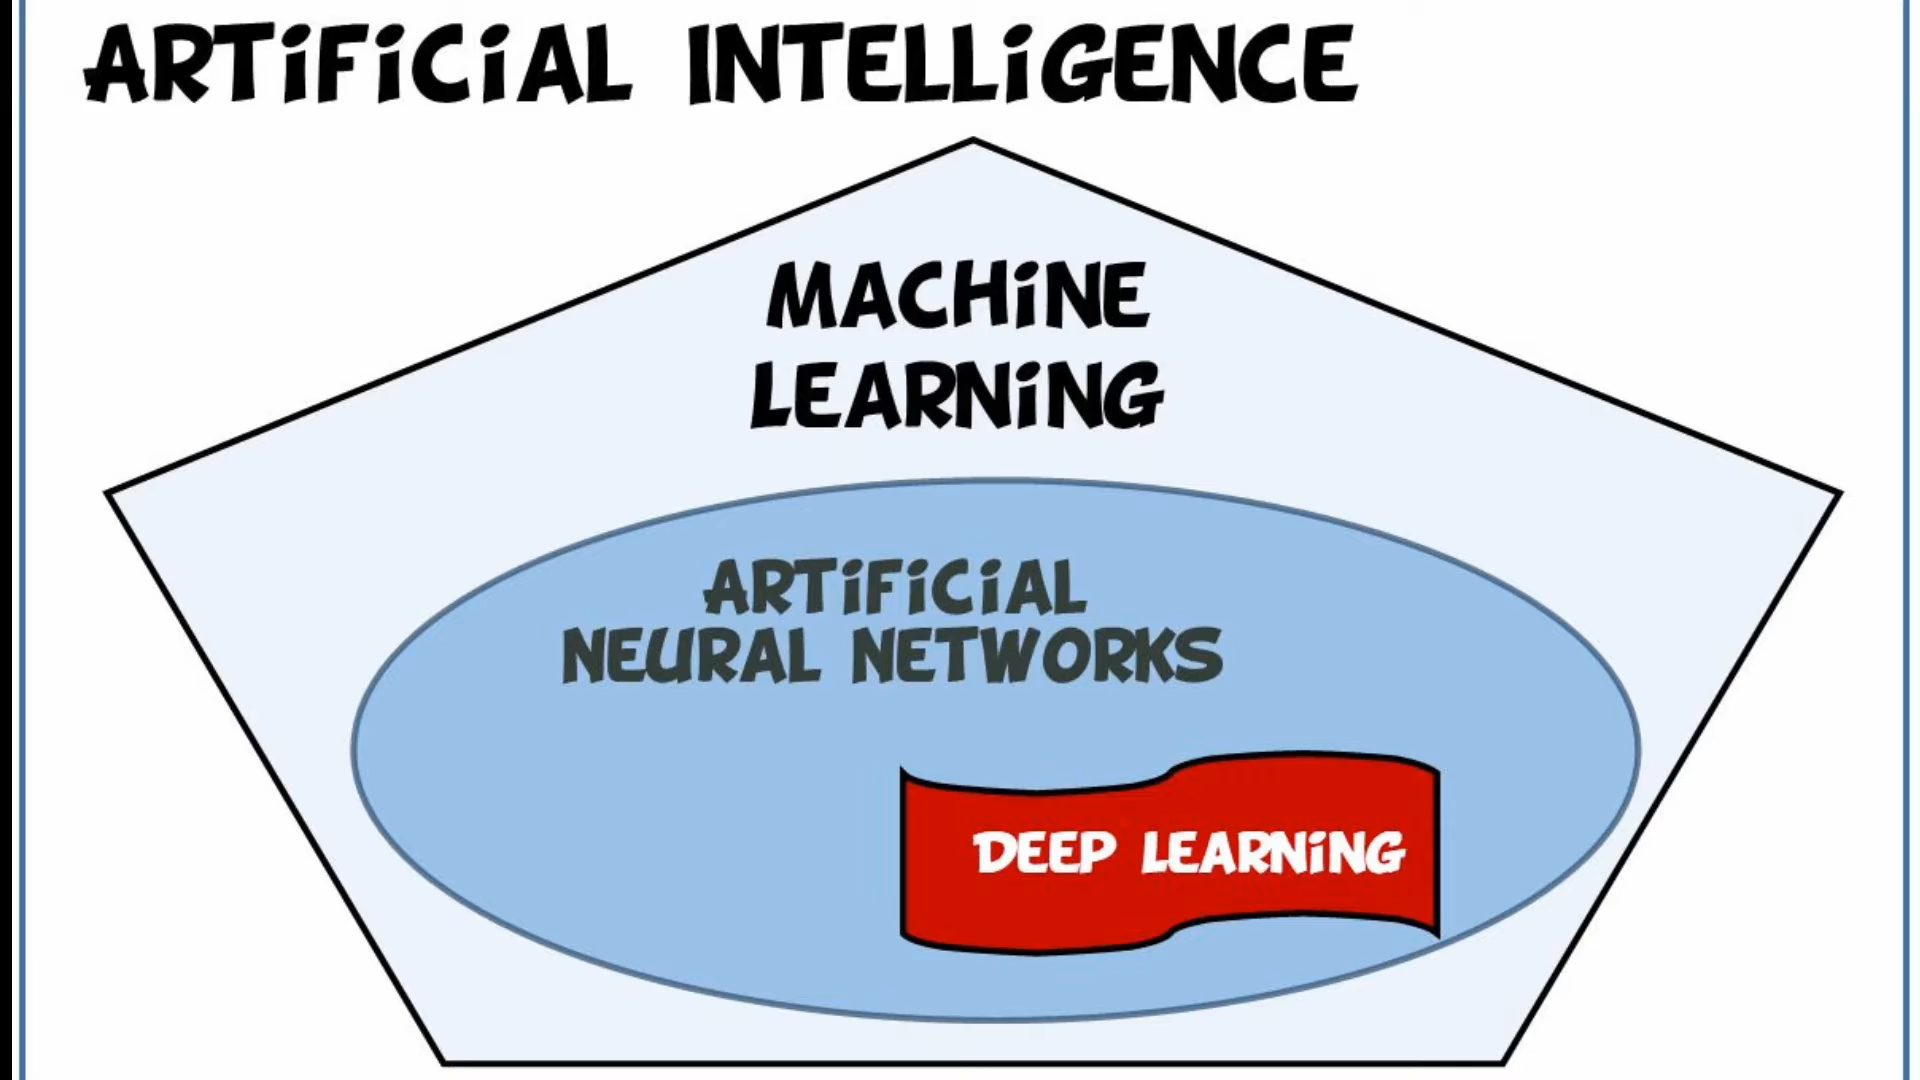 ARTiFiCiAL INTELLiGENCE
MACHiNE
LEARNiNG
ARTiFiCiAL
NEURAL NETWORKS
DEEP LEARNiNG